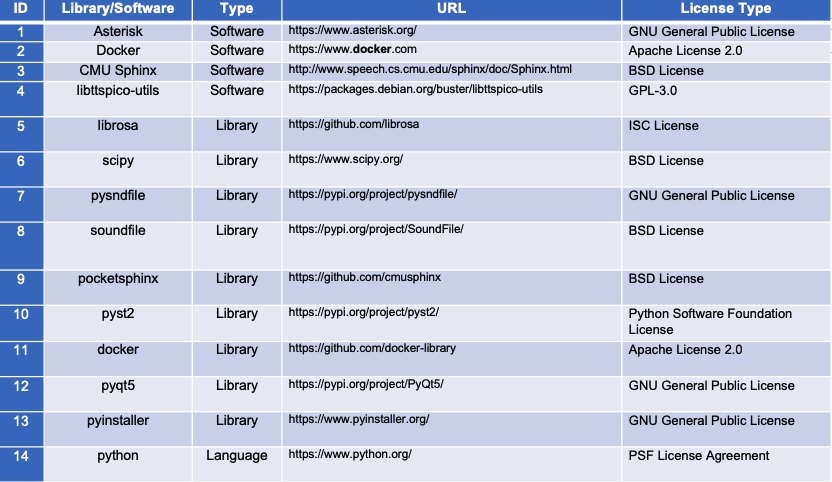 ID Library/Software Type URL License Type
1 Asterisk Software https://www.asterisk.org/ GNU General Public License
2 Docker Software https://www.docker.com Apache License 2.0
3 CMU Sphinx Software http://www.speech.cs.cmu.edu/sphinx/doc/Sphinx.html BSD License
4 libttspico-utils Software https://packages.debian.org/buster/libttspico-utils GPL-3.0
5 librosa Library https://github.com/librosa ISC License
6 scipy Library https://www.scipy.org/ BSD License
7 pysndfile Library https://pypi.org/project/pysndfile/ GNU General Public License
8 soundfile Library https://pypi.org/project/SoundFile/ BSD License
9 pocketsphinx Library https://github.com/cmusphinx BSD License
10 pyst2 Library https://pypi.org/project/pyst2/ Python Software Foundation
License
11 docker Library https://github.com/docker-library Apache License 2.0
12 pyqt5 Library https://pypi.org/project/PyQt5/ GNU General Public License
13 pyinstaller Library https://www.pyinstaller.org/ GNU General Public License
14 python Language https://www.python.org/ PSF License Agreement